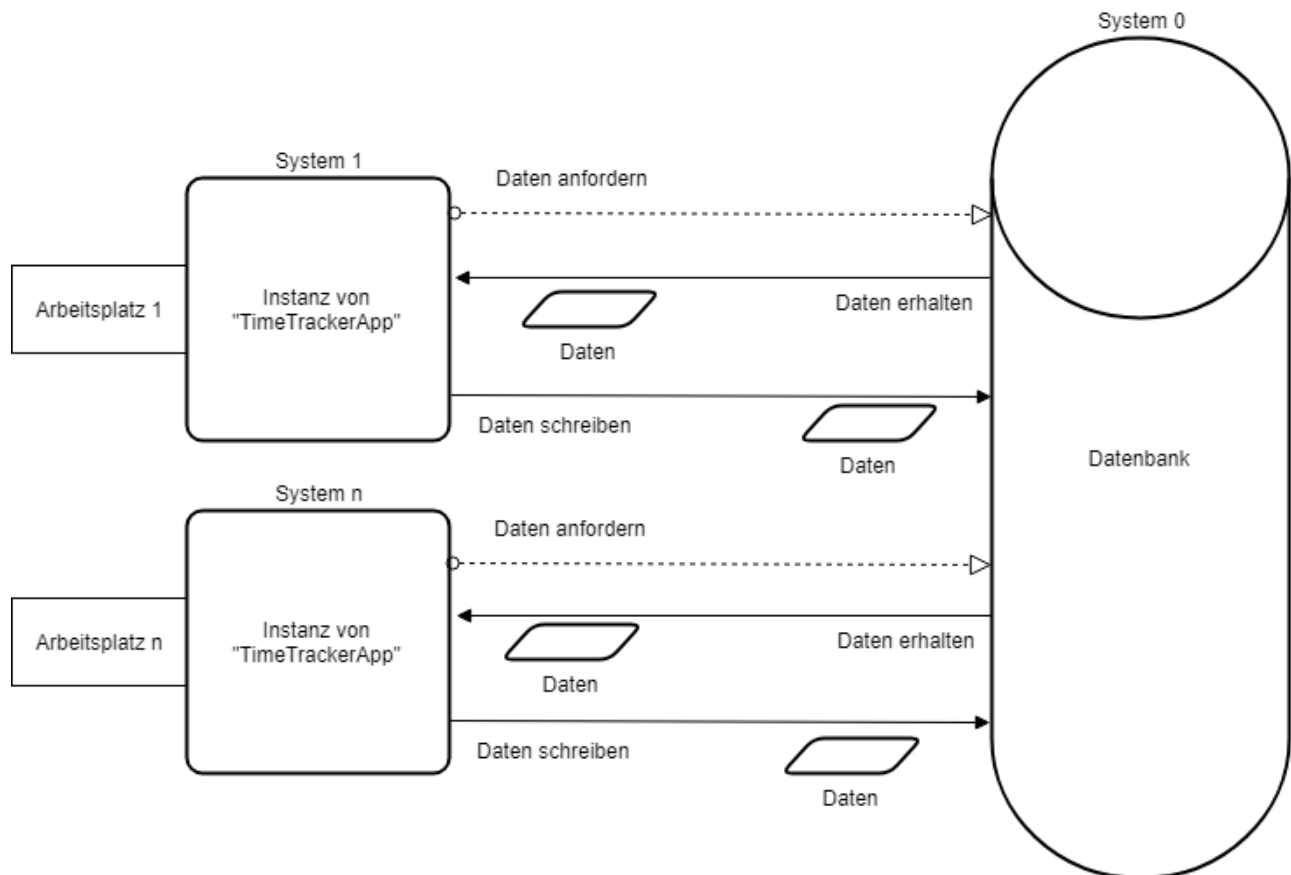 System 0
System 1
Daten anfordern
Arbeitsplatz 1
Instanz von
"TimeTrackerApp"
Daten erhalten
Daten
Daten schreiben
Daten
Datenbank
System n
Daten anfordern
Arbeitsplatz n
Instanz von
"TimeTrackerApp"
Daten erhalten
Daten
Daten schreiben
Daten